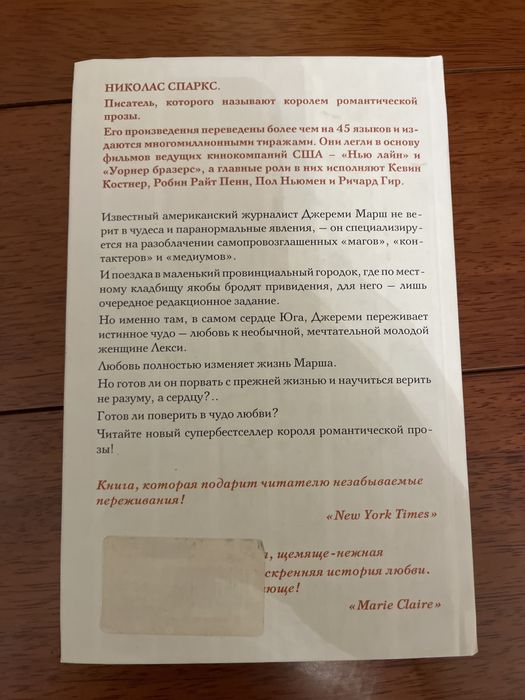 НИКОЛАС СПАРКС.
Писатель, которого называют королем романтической
прозы.
Его произведения переведены более чем на 45 языков и из-
даются многомиллионными тиражами. Они легли в основу
фильмов ведущих кинокомпаний США – «Нью лайн» и
«Уорнер бразерс», а главные роли в них исполняют Кевин
Костнер, Робин Райт Пенн, Пол Ньюмен и Ричард Гир.
Известный американский журналист Джереми Марш не ве-
рит в чудеса и паранормальные явления, – он специализиру-
ется на разоблачении самопровозглашенных «магов», «кон-
тактеров» и «медиумов».
И поездка в маленький провинциальный городок, где по мест-
ному кладбищу якобы бродят привидения, для него – лишь
очередное редакционное задание.
Но именно там, в самом сердце Юга, Джереми переживает
истинное чудо – любовь к необычной, мечтательной молодой
женщине Лекси.
Любовь полностью изменяет жизнь Марша.
Но готов ли он порвать с прежней жизнью и научиться верить
не разуму, а сердцу?..
Готов ли поверить в чудо любви?
Читайте новый супербестселлер короля романтической про-
зы!
Книга, которая подарит читателю незабываемые
переживания!
«New York Times»
щемяще-нежная
история любви.
«Marie Claire»